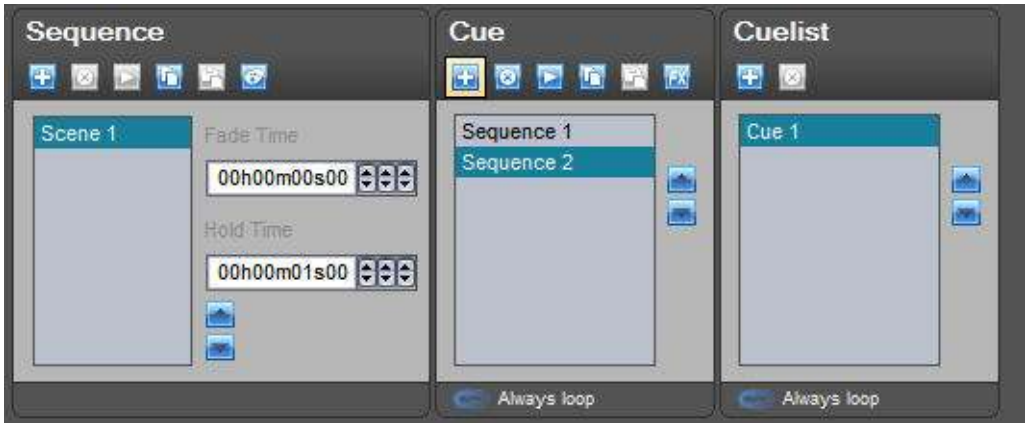 Sequence
Scene 1
Fade Time
00h00m00s00
Hold Time
00h00m01s00
Cue
FX
Sequence 1
Sequence 2
Always loop
Cuelist
Cue 1
Always loop